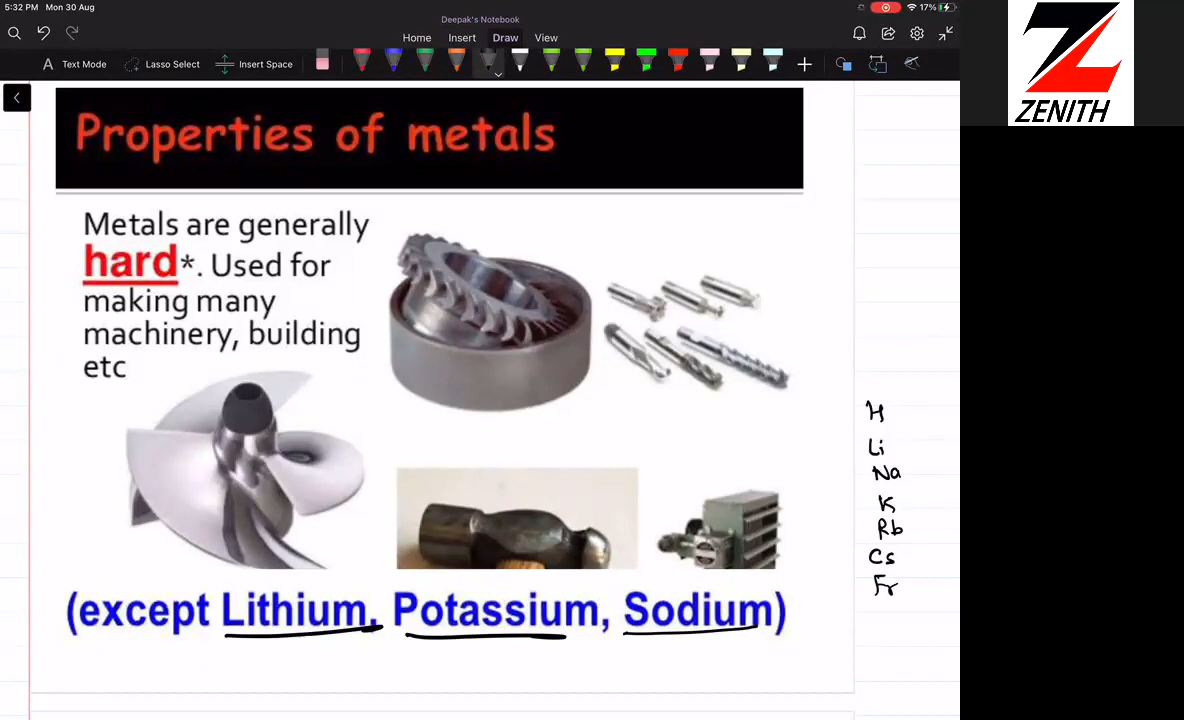 5:32 PM Mon 30 Aug
17%
Deepak's Notebook
Home Insert Draw View
Text Mode Lasso Select Insert Space
Properties of metals
Metals are generally
hard*. Used for
making many
machinery, building
etc
(except Lithium, Potassium, Sodium)
H
Li
Na
K
Rb
Cs
Fr
ZENITH